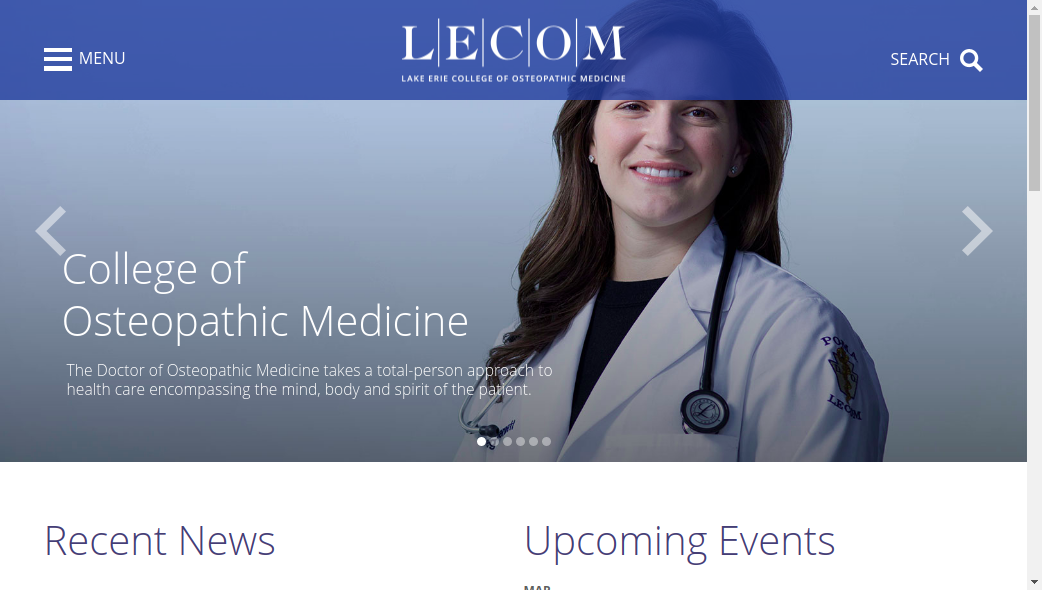 MENU
L|E|C|O|M
LAKE ERIE COLLEGE OF OSTEOPATHIC MEDICINE
SEARCH
College of
Osteopathic Medicine
The Doctor of Osteopathic Medicine takes a total-person approach to
health care encompassing the mind, body and spirit of the patient.
LECOM
Recent News
Upcoming Events
MAR